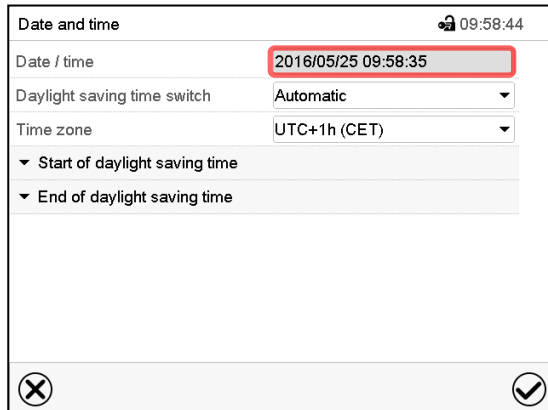 Date and time 09:58:44
Date / time 2016/05/25 09:58:35
Daylight saving time switch Automatic
Time zone UTC+1h (CET)
Start of daylight saving time
End of daylight saving time